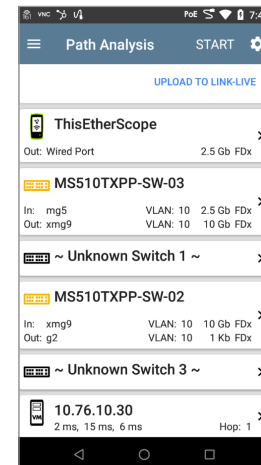 VNC PoE 7:4
Path Analysis START
UPLOAD TO LINK-LIVE
ThisEtherScope
Out: Wired Port 2.5 Gb FDx
MS510TXPP-SW-03
In: mg5 VLAN: 10 2.5 Gb FDx
Out: xmg9 VLAN: 10 10 Gb FDx
~ Unknown Switch 1 ~
MS510TXPP-SW-02
In: xmg9 VLAN: 10 10 Gb FDx
Out: g2 VLAN: 10 1 Kb FDx
~ Unknown Switch 3 ~
VM 10.76.10.30
2 ms, 15 ms, 6 ms Hop: 1